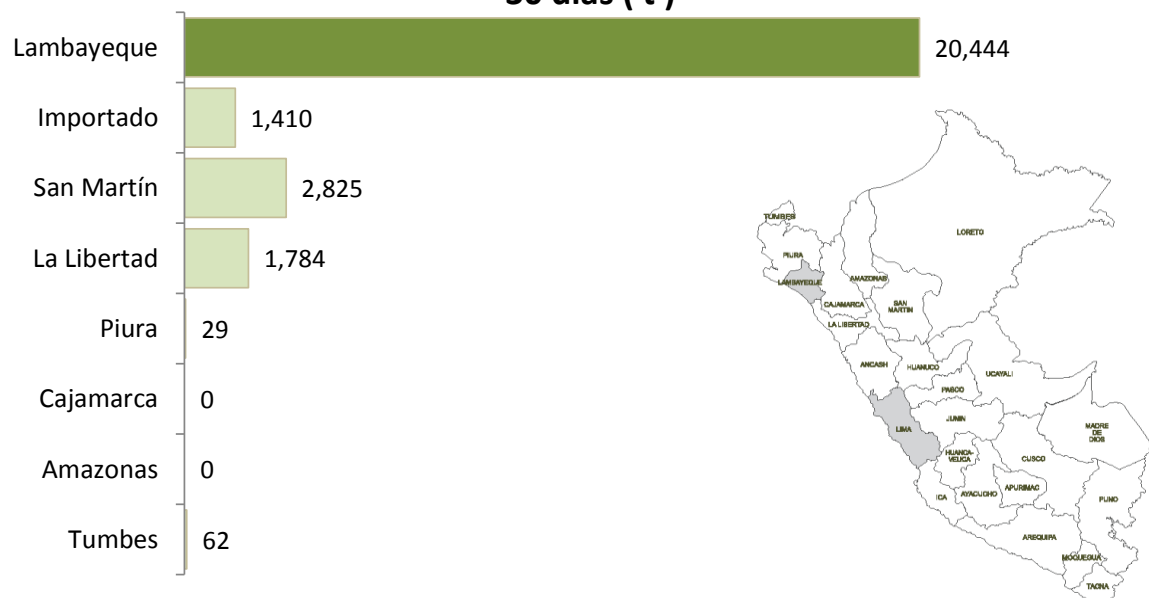 30 días ( t )
Lambayeque 20,444
Importado 1,410
San Martín 2,825
La Libertad 1,784
Piura 29
Cajamarca 0
Amazonas 0
Tumbes 62
TUMBES
LORETO
PIURA
LAMBAYEQUE
AMAZONAS
CAJAMARCA
SAN
MARTIN
LA LIBERTAD
ANCASH
HUANUCO
UCAYALI
PASCO
LIMA
JUNIN
MADRE
DE
DIOS
HUANCA-
VELICA
CUSCO
ICA
AYACUCHO
APURIMAC
PUNO
AREQUIPA
MOQUEGUA
TACNA